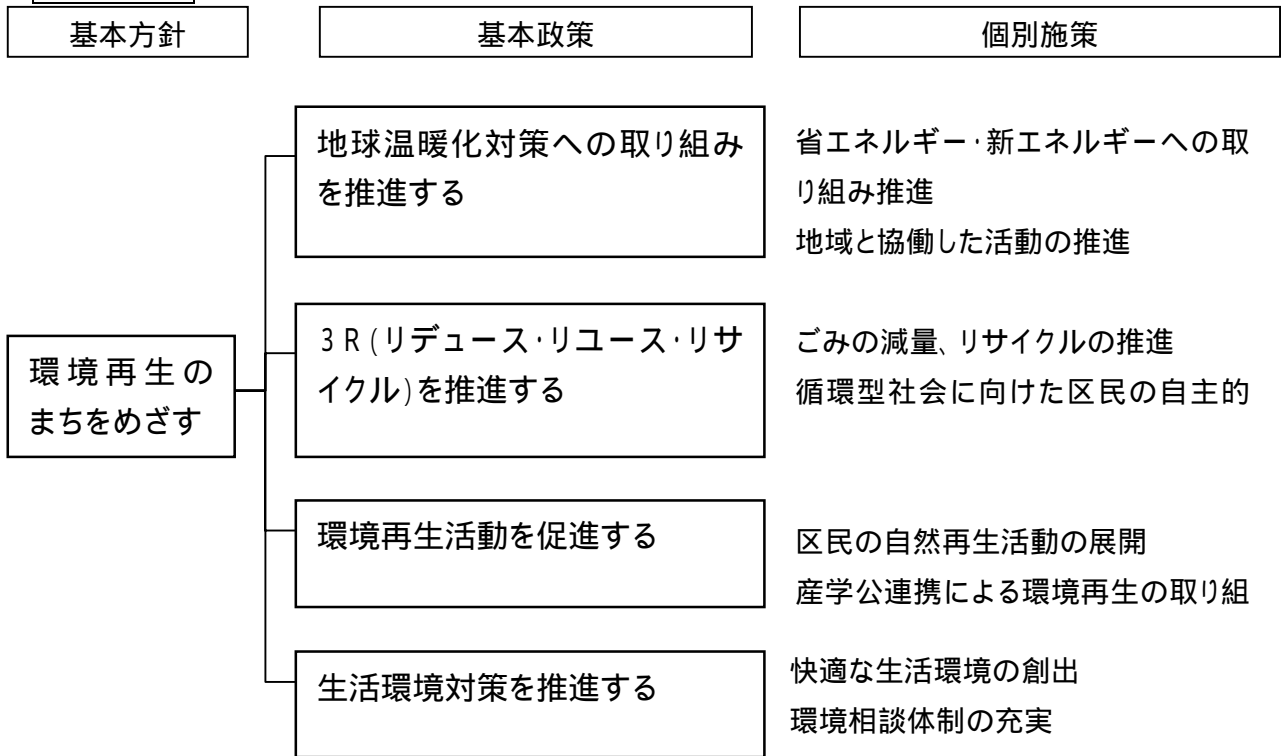 基本方針
基本政策
個別施策
環境再生の
まちをめざす
地球温暖化対策への取り組み
を推進する
省エネルギー・新エネルギーへの取
り組み推進
地域と協働した活動の推進
3R(リデュース・リユース・リサ
イクル)を推進する
ごみの減量、リサイクルの推進
循環型社会に向けた区民の自主的
環境再生活動を促進する
区民の自然再生活動の展開
産学公連携による環境再生の取り組
生活環境対策を推進する
快適な生活環境の創出
環境相談体制の充実